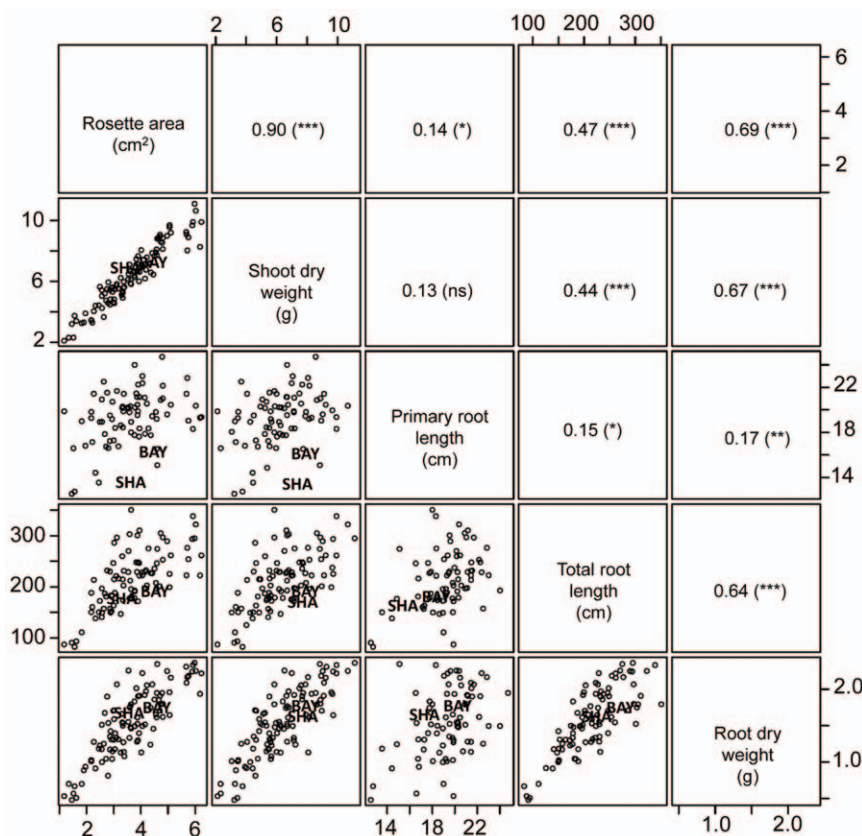 2 6 10 100 300
Rosette area
(cm²)
0.90 (***) 0.14 (*) 0.47 (***) 0.69 (***)
6
4
2
10
6
2
SHA BAY
Shoot dry
weight
(g)
0.13 (ns) 0.44 (***) 0.67 (***)
BAY
SHA
BAY
SHA
Primary root
length
(cm)
0.15 (*) 0.17 (**)
22
18
14
300
200
100
BAY
SHA
BAY
SHA
BAY
SHA
Total root
length
(cm)
0.64 (***)
BAY
SHA
BAY
SHA
BAY
SHA
BAY
SHA
Root dry
weight
(g)
2.0
1.0
2 4 6 14 18 22 1.0 2.0